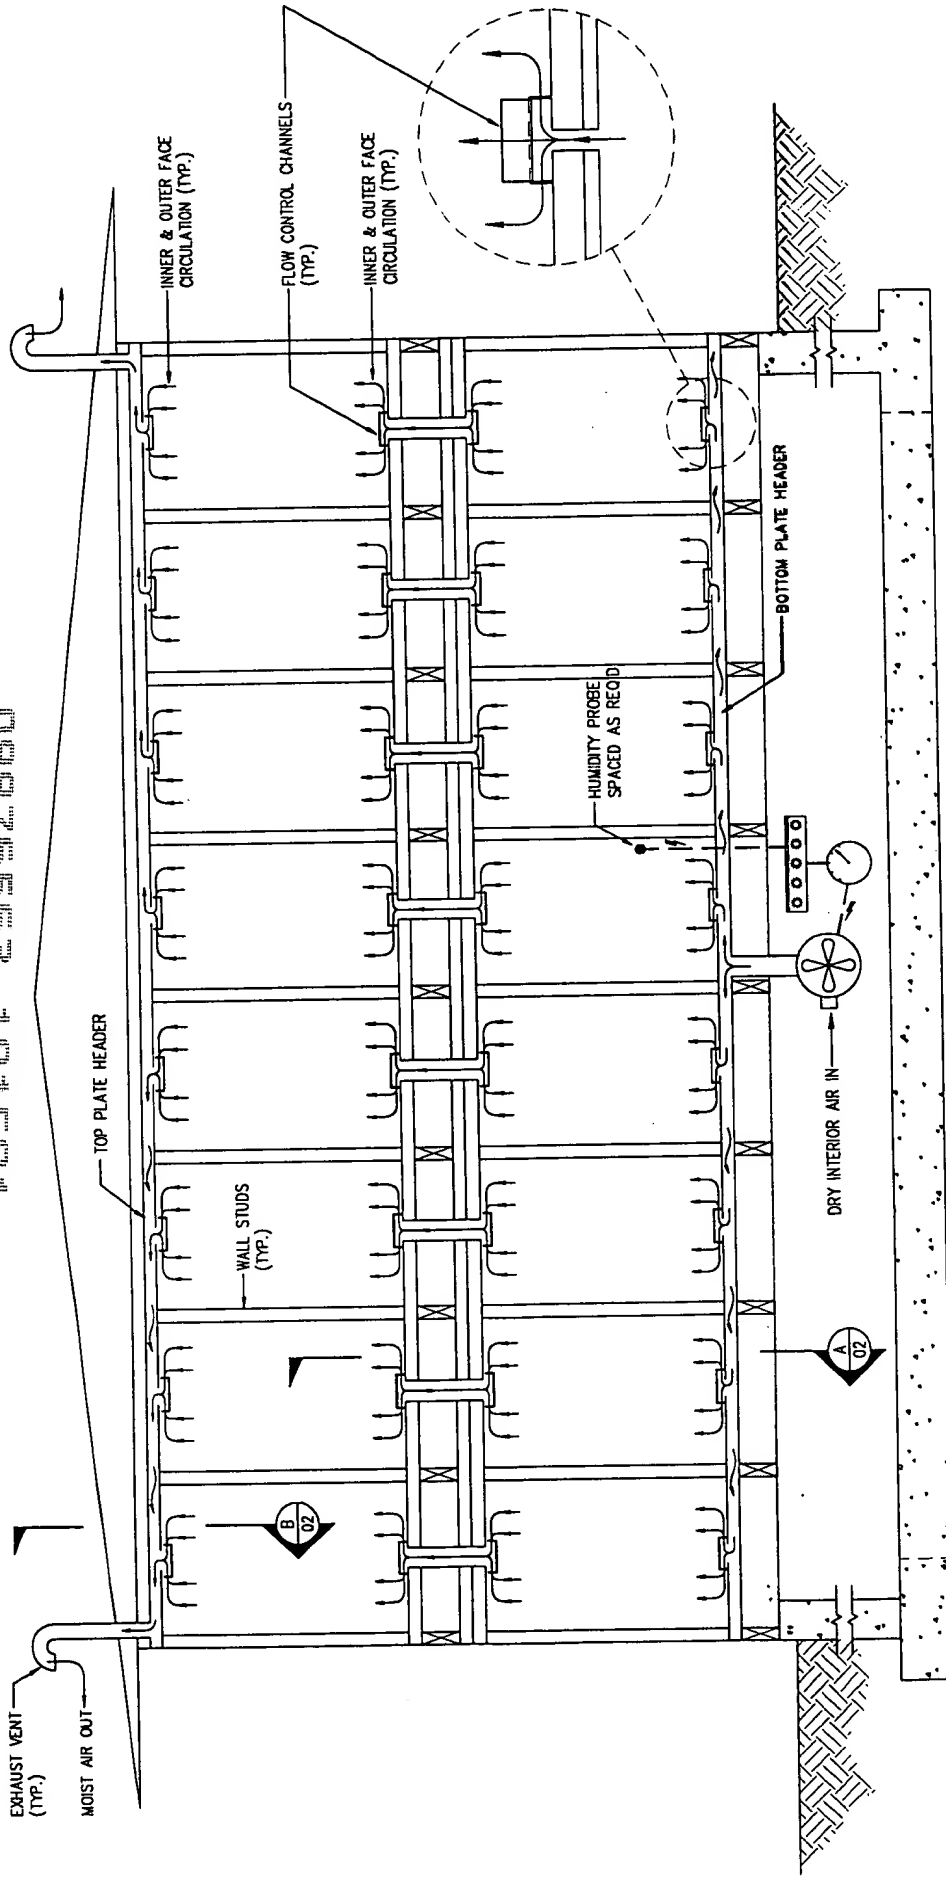 EXHAUST VENT
(TYP.)
MOIST AIR OUT
TOP PLATE HEADER
INNER & OUTER FACE
CIRCULATION (TYP.)
FLOW CONTROL CHANNELS
(TYP.)
INNER & OUTER FACE
CIRCULATION (TYP.)
WALL STUDS
(TYP.)
B
02
HUMIDITY PROBE
SPACED AS REQ'D
BOTTOM PLATE HEADER
A
02
DRY INTERIOR AIR IN